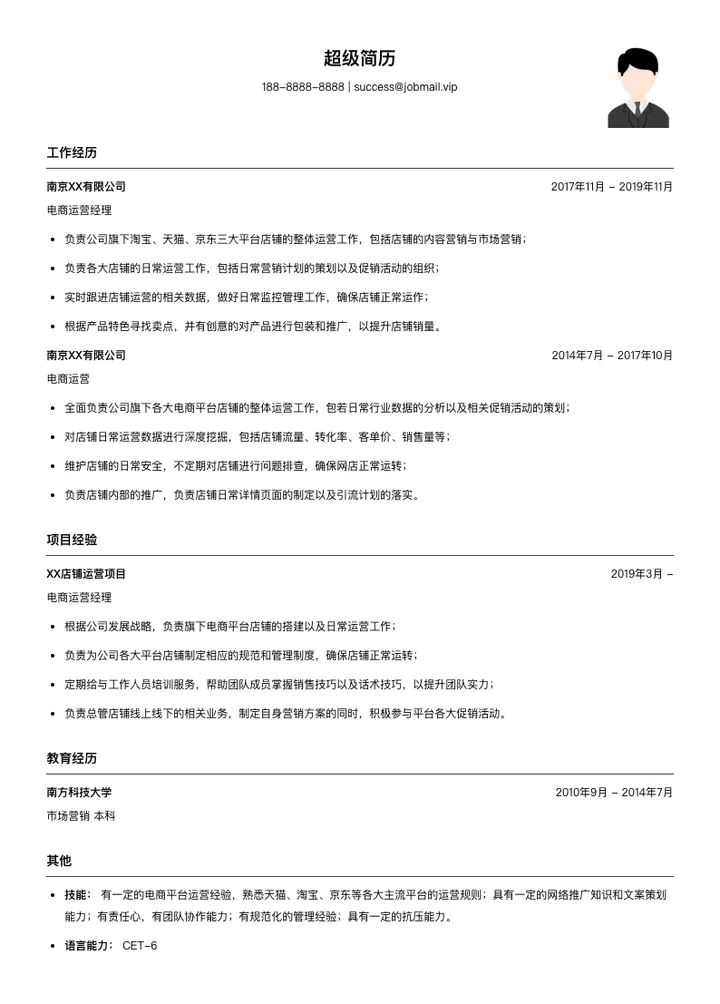 超级简历
188-8888-8888 | success@jobmail.vip
工作经历
南京XX有限公司 2017年11月 – 2019年11月
电商运营经理
• 负责公司旗下淘宝、天猫、京东三大平台店铺的整体运营工作，包括店铺的内容营销与市场营销；
• 负责各大店铺的日常运营工作，包括日常营销计划的策划以及促销活动的组织；
• 实时跟进店铺运营的相关数据，做好日常监控管理工作，确保店铺正常运作；
• 根据产品特色寻找卖点，并有创意的对产品进行包装和推广，以提升店铺销量。
南京XX有限公司 2014年7月 – 2017年10月
电商运营
• 全面负责公司旗下各大电商平台店铺的整体运营工作，包若日常行业数据的分析以及相关促销活动的策划；
• 对店铺日常运营数据进行深度挖掘，包括店铺流量、转化率、客单价、销售量等；
• 维护店铺的日常安全，不定期对店铺进行问题排查，确保网店正常运转；
• 负责店铺内部的推广，负责店铺日常详情页面的制定以及引流计划的落实。
项目经验
XX店铺运营项目 2019年3月 –
电商运营经理
• 根据公司发展战略，负责旗下电商平台店铺的搭建以及日常运营工作；
• 负责为公司各大平台店铺制定相应的规范和管理制度，确保店铺正常运转；
• 定期给与工作人员培训服务，帮助团队成员掌握销售技巧以及话术技巧，以提升团队实力；
• 负责总管店铺线上线下的相关业务，制定自身营销方案的同时，积极参与平台各大促销活动。
教育经历
南方科技大学 2010年9月 – 2014年7月
市场营销 本科
其他
• 技能： 有一定的电商平台运营经验，熟悉天猫、淘宝、京东等各大主流平台的运营规则；具有一定的网络推广知识和文案策划
能力；有责任心，有团队协作能力；有规范化的管理经验；具有一定的抗压能力。
• 语言能力： CET-6